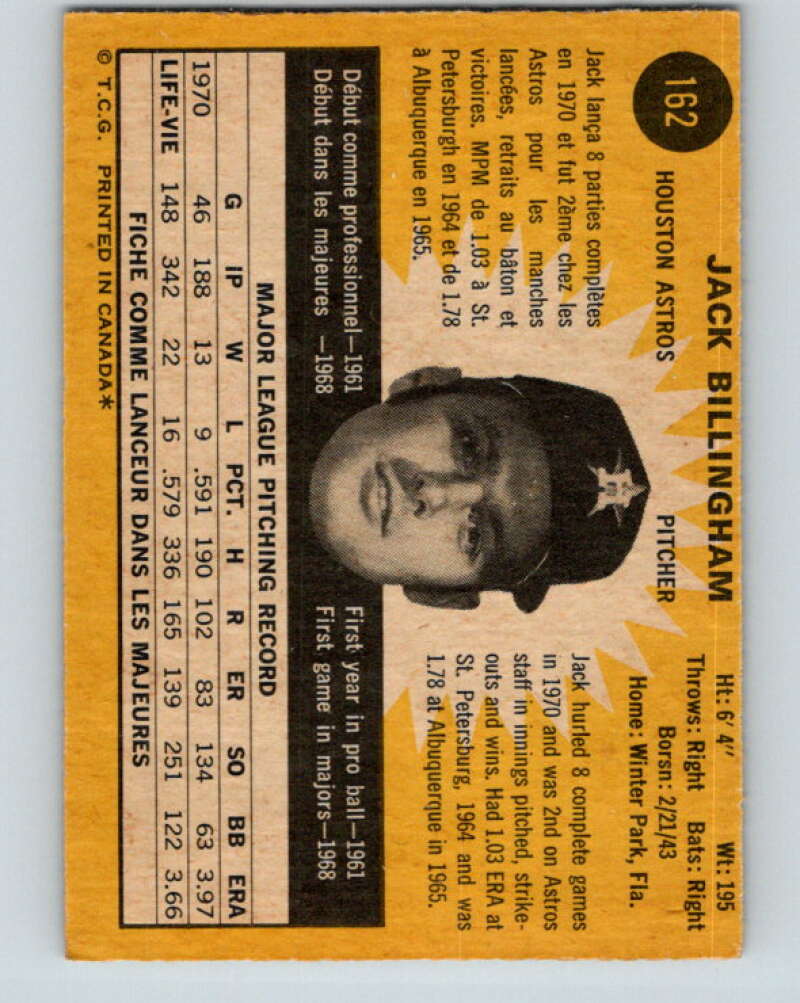 162
JACK BILLINGHAM
HOUSTON ASTROS
PITCHER
Ht: 6' 4" Wt: 195
Throws: Right Bats: Right
Borsn: 2/21/43
Home: Winter Park, Fla.
Jack lança 8 parties complètes
en 1970 et fut 2ème chez les
Astros pour les manches
lancées, retraits au bâton et
victoires. MPM de 1.03 à St.
Petersburgh en 1964 et de 1.78
à Albuquerque en 1965.
Jack hurled 8 complete games
in 1970 and was 2nd on Astros
staff in innings pitched, strike-
outs and wins. Had 1.03 ERA at
St. Petersburg, 1964 and was
1.78 at Albuquerque in 1965.
Début comme professionnel—1961
Début dans les majeures —1968
First year in pro ball—1961
First game in majors—1968
MAJOR LEAGUE PITCHING RECORD
G IP W L PCT. H R ER SO BB ERA
1970 46 188 13 9 .591 190 102 83 134 63 3.97
LIFE-VIE 148 342 22 16 .579 336 165 139 251 122 3.66
FICHE COMME LANCEUR DANS LES MAJEURES
© T.C.G. PRINTED IN CANADA*